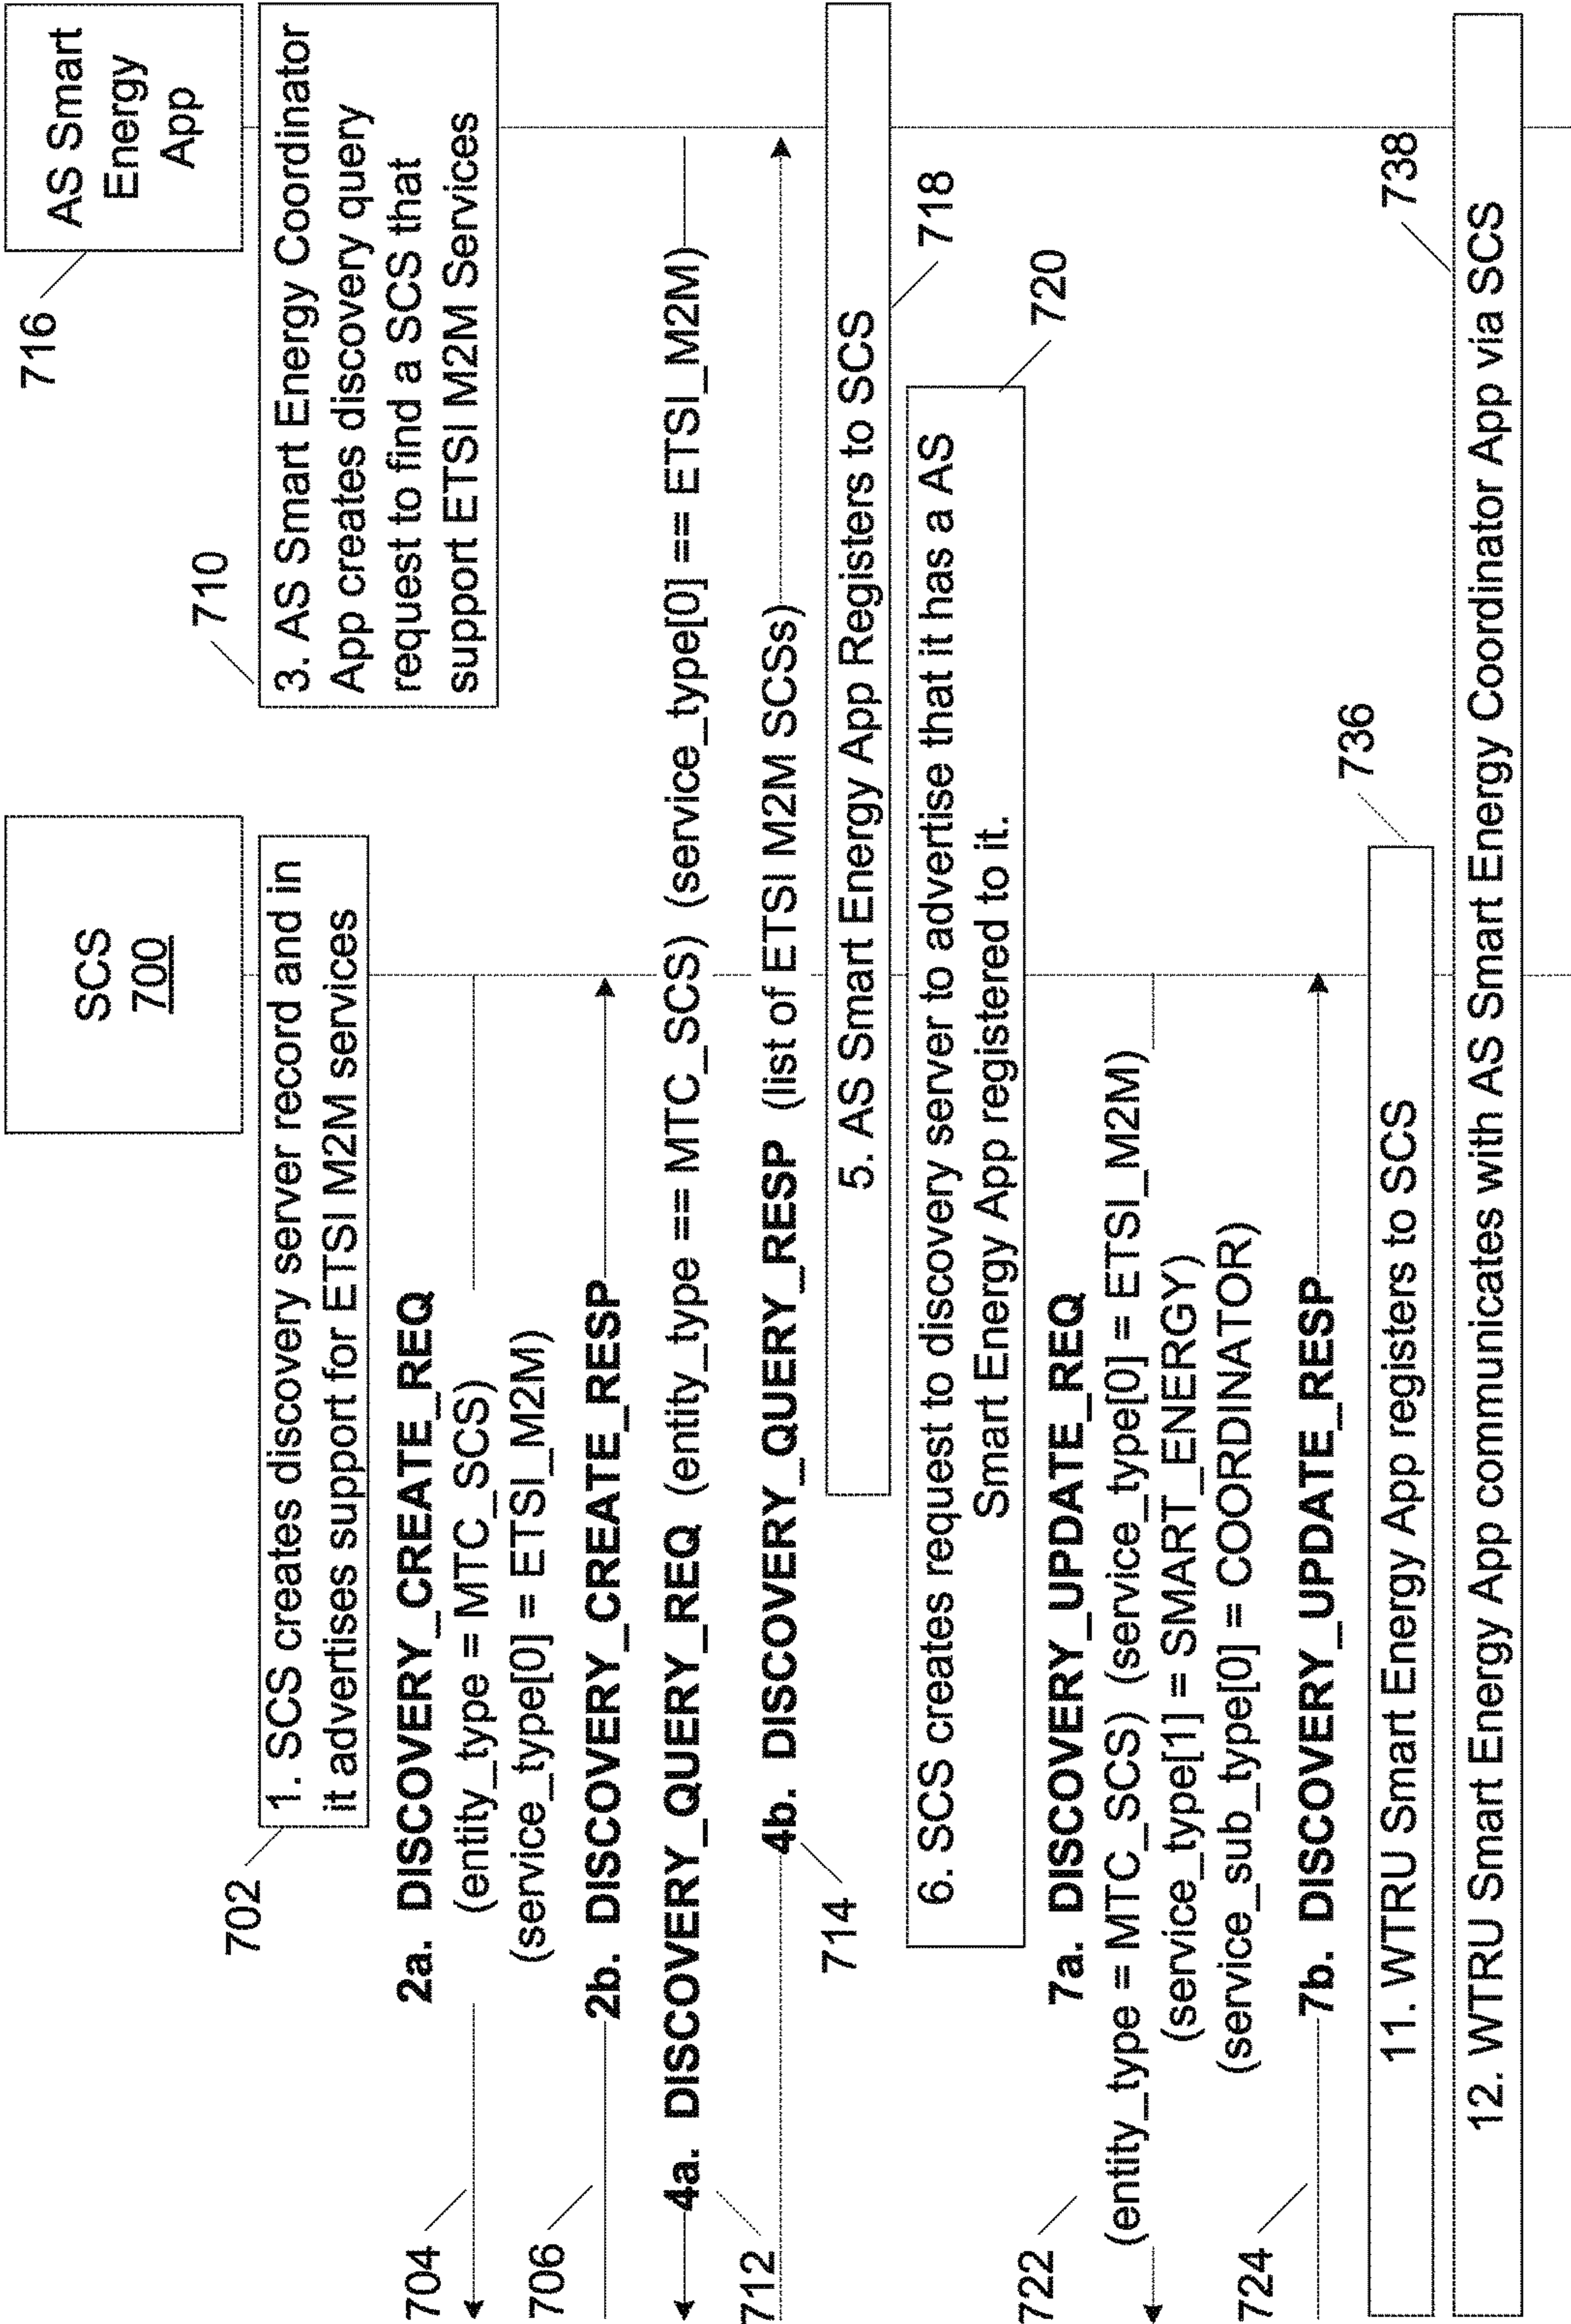 SCS
700
AS Smart
Energy
App
716
1. SCS creates discovery server record and in
it advertises support for ETSI M2M services
702
3. AS Smart Energy Coordinator
App creates discovery query
request to find a SCS that
support ETSI M2M Services
710
2a. DISCOVERY_CREATE_REQ
(entity_type = MTC_SCS)
(service_type[0] = ETSI_M2M)
704
2b. DISCOVERY_CREATE_RESP
706
4a. DISCOVERY_QUERY_REQ (entity_type == MTC_SCS) (service_type[0] == ETSI_M2M)
712
4b. DISCOVERY_QUERY_RESP (list of ETSI M2M SCSs)
714
5. AS Smart Energy App Registers to SCS
718
6. SCS creates request to discovery server to advertise that it has a AS
Smart Energy App registered to it.
720
7a. DISCOVERY_UPDATE_REQ
(entity_type = MTC_SCS) (service_type[0] = ETSI_M2M)
(service_type[1] = SMART_ENERGY)
(service_sub_type[0] = COORDINATOR)
722
7b. DISCOVERY_UPDATE_RESP
724
11. WTRU Smart Energy App registers to SCS
736
12. WTRU Smart Energy App communicates with AS Smart Energy Coordinator App via SCS
738